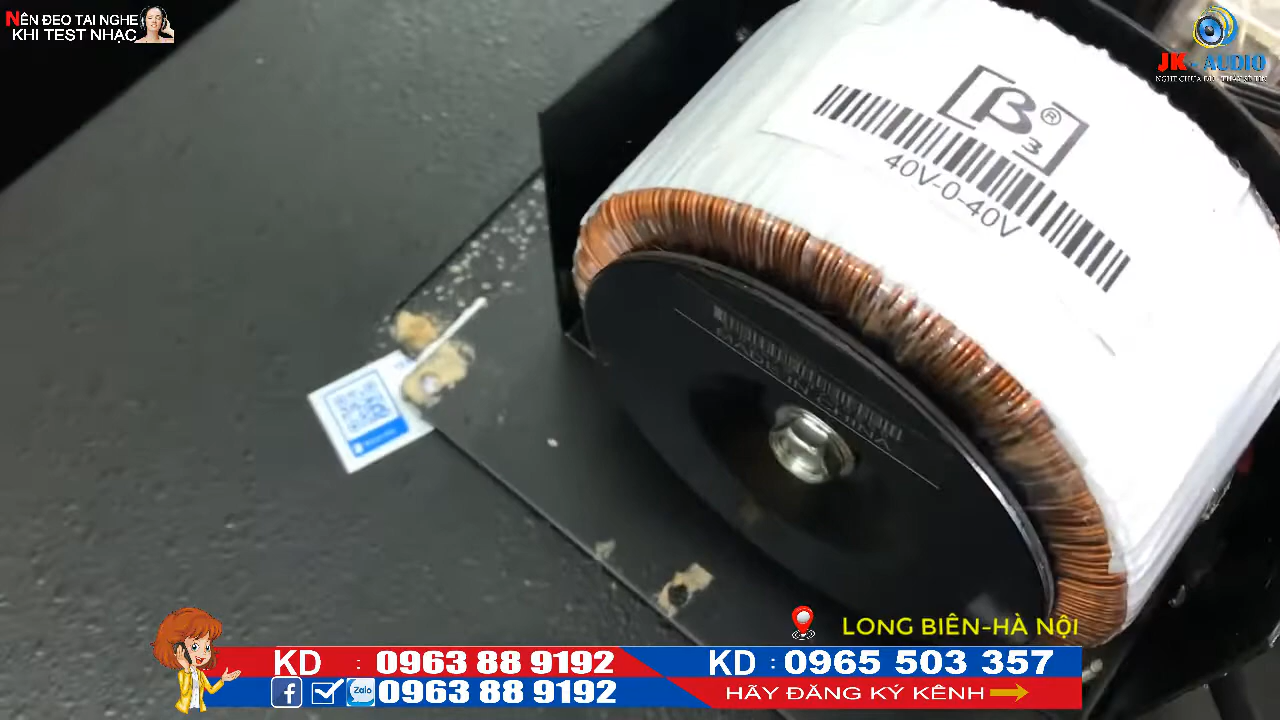 NÊN ĐEO TAI NGHE
KHI TEST NHẠC
JK - AUDIO
β3®
40V-0-40V
MADE IN CHINA
LONG BIÊN-HÀ NỘI
KD : 0963 88 9192
Zalo 0963 88 9192
KD : 0965 503 357
HÃY ĐĂNG KÝ KÊNH